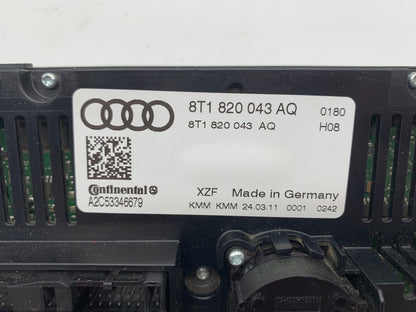 8T1 820 043 AQ 0180
8T1 820 043 AQ H08
Continental
A2C53346679
XZF Made in Germany
KMM KMM 24.03.11 0001 0242